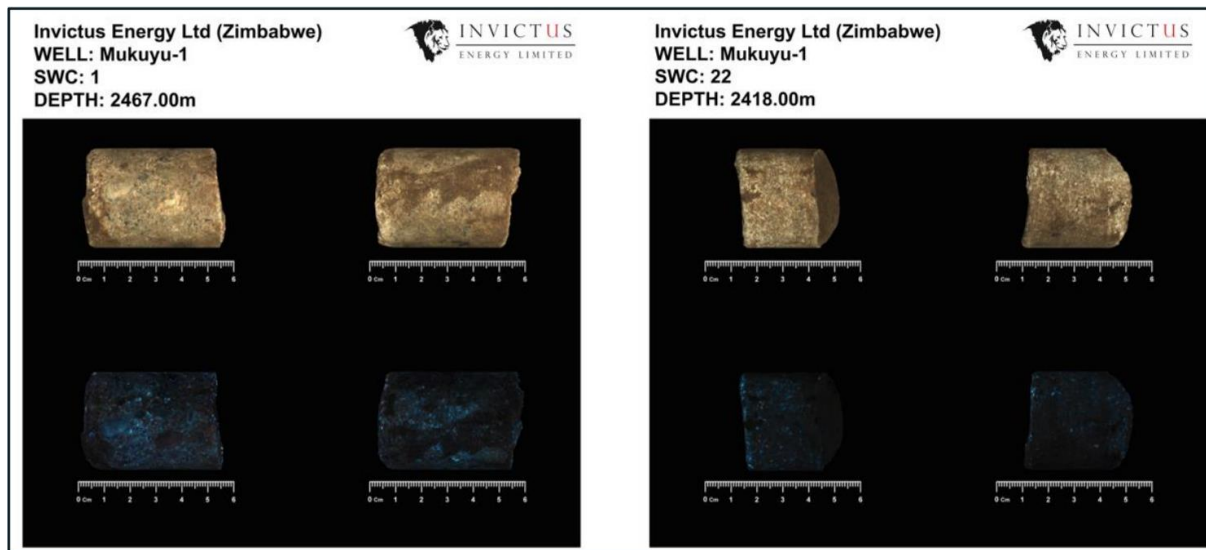 Invictus Energy Ltd (Zimbabwe)
WELL: Mukuyu-1
SWC: 1
DEPTH: 2467.00m
INVICTUS
ENERGY LIMITED
0 Cm 1 2 3 4 5 6
0 Cm 1 2 3 4 5 6
0 Cm 1 2 3 4 5 6
0 Cm 1 2 3 4 5 6
Invictus Energy Ltd (Zimbabwe)
WELL: Mukuyu-1
SWC: 22
DEPTH: 2418.00m
INVICTUS
ENERGY LIMITED
0 Cm 1 2 3 4 5 6
0 Cm 1 2 3 4 5 6
0 Cm 1 2 3 4 5 6
0 Cm 1 2 3 4 5 6